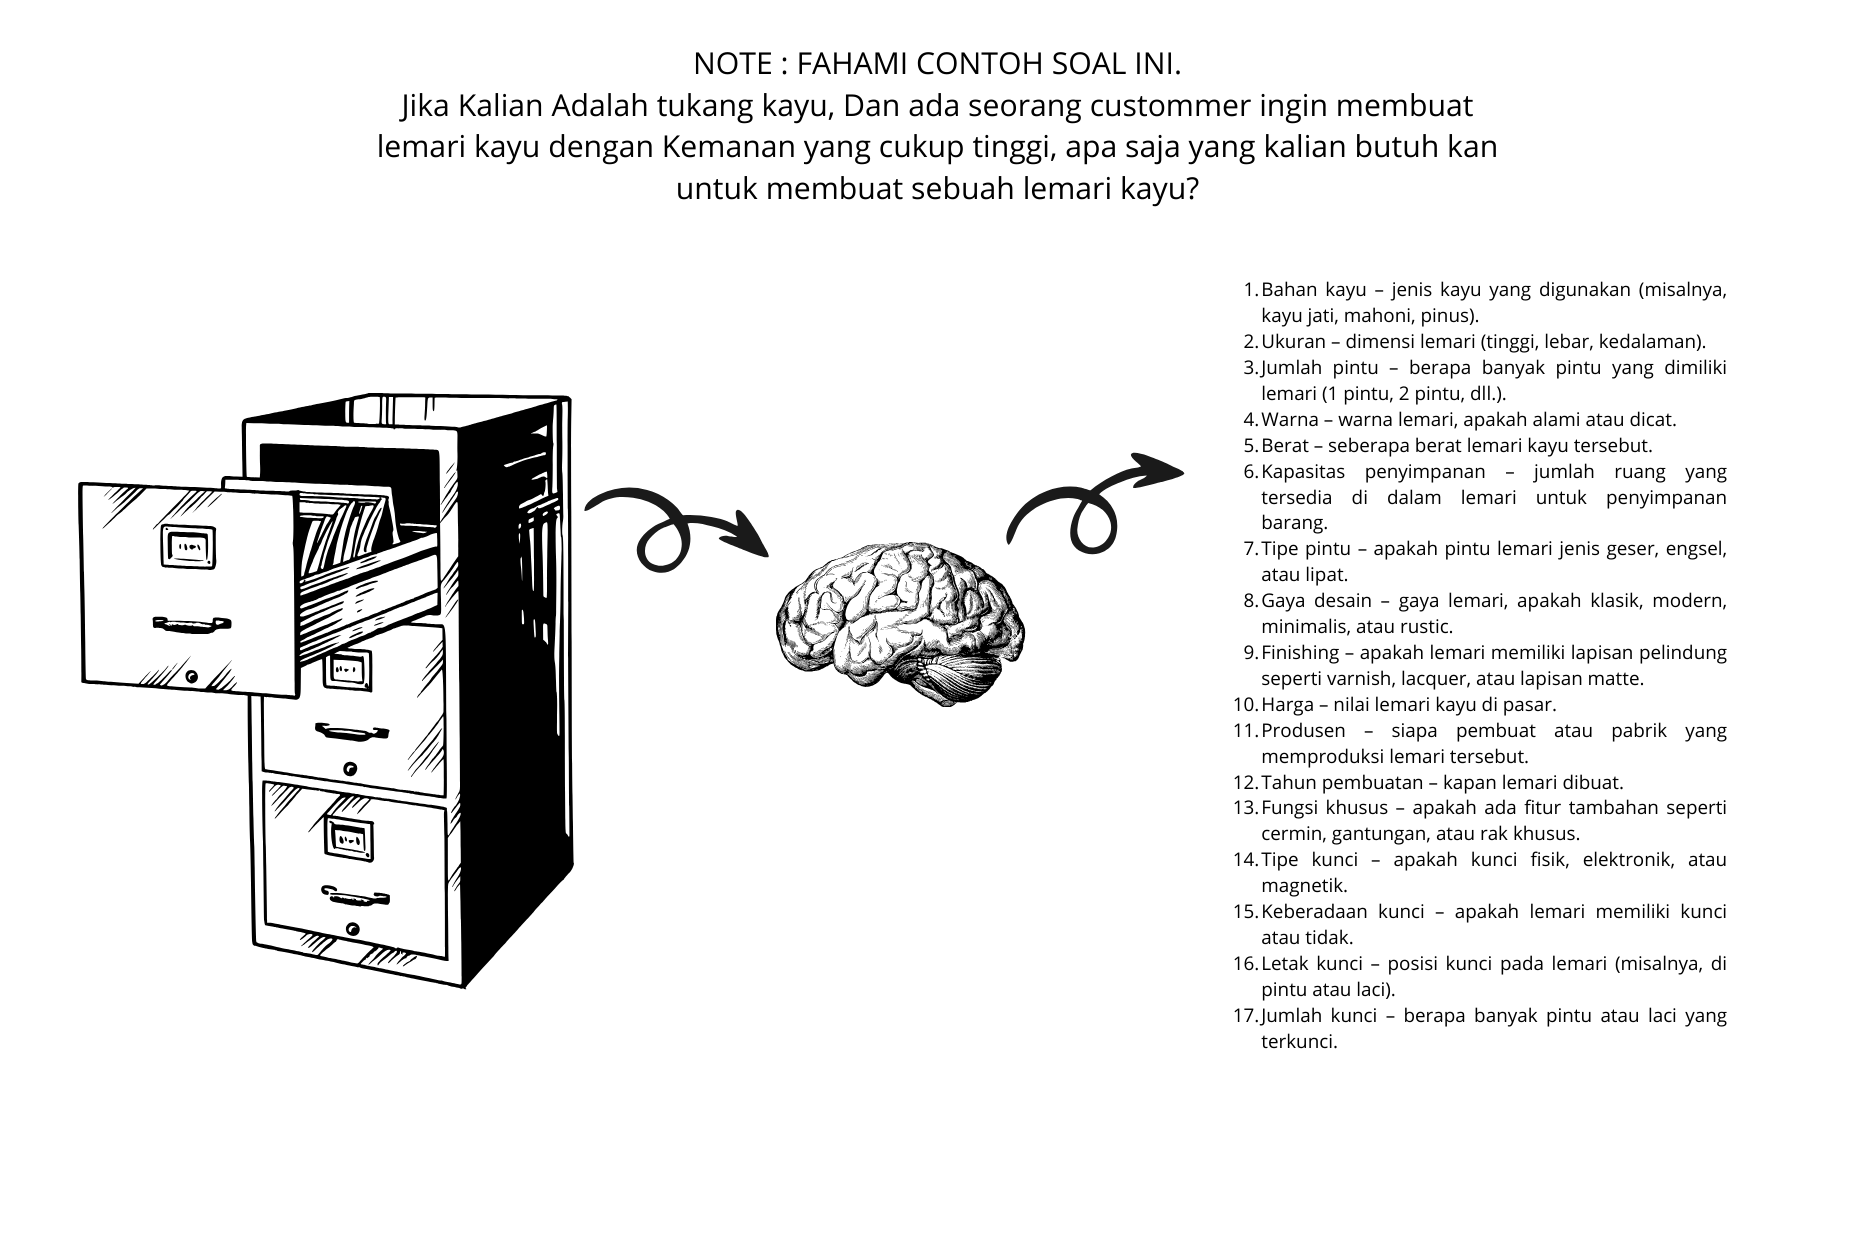 NOTE : FAHAMI CONTOH SOAL INI.
Jika Kalian Adalah tukang kayu, Dan ada seorang custommer ingin membuat
lemari kayu dengan Kemanan yang cukup tinggi, apa saja yang kalian butuh kan
untuk membuat sebuah lemari kayu?
1. Bahan kayu – jenis kayu yang digunakan (misalnya,
kayu jati, mahoni, pinus).
2. Ukuran – dimensi lemari (tinggi, lebar, kedalaman).
3. Jumlah pintu – berapa banyak pintu yang dimiliki
lemari (1 pintu, 2 pintu, dll.).
4. Warna – warna lemari, apakah alami atau dicat.
5. Berat – seberapa berat lemari kayu tersebut.
6. Kapasitas penyimpanan – jumlah ruang yang
tersedia di dalam lemari untuk penyimpanan
barang.
7. Tipe pintu – apakah pintu lemari jenis geser, engsel,
atau lipat.
8. Gaya desain – gaya lemari, apakah klasik, modern,
minimalis, atau rustic.
9. Finishing – apakah lemari memiliki lapisan pelindung
seperti varnish, lacquer, atau lapisan matte.
10. Harga – nilai lemari kayu di pasar.
11. Produsen – siapa pembuat atau pabrik yang
memproduksi lemari tersebut.
12. Tahun pembuatan – kapan lemari dibuat.
13. Fungsi khusus – apakah ada fitur tambahan seperti
cermin, gantungan, atau rak khusus.
14. Tipe kunci – apakah kunci fisik, elektronik, atau
magnetik.
15. Keberadaan kunci – apakah lemari memiliki kunci
atau tidak.
16. Letak kunci – posisi kunci pada lemari (misalnya, di
pintu atau laci).
17. Jumlah kunci – berapa banyak pintu atau laci yang
terkunci.